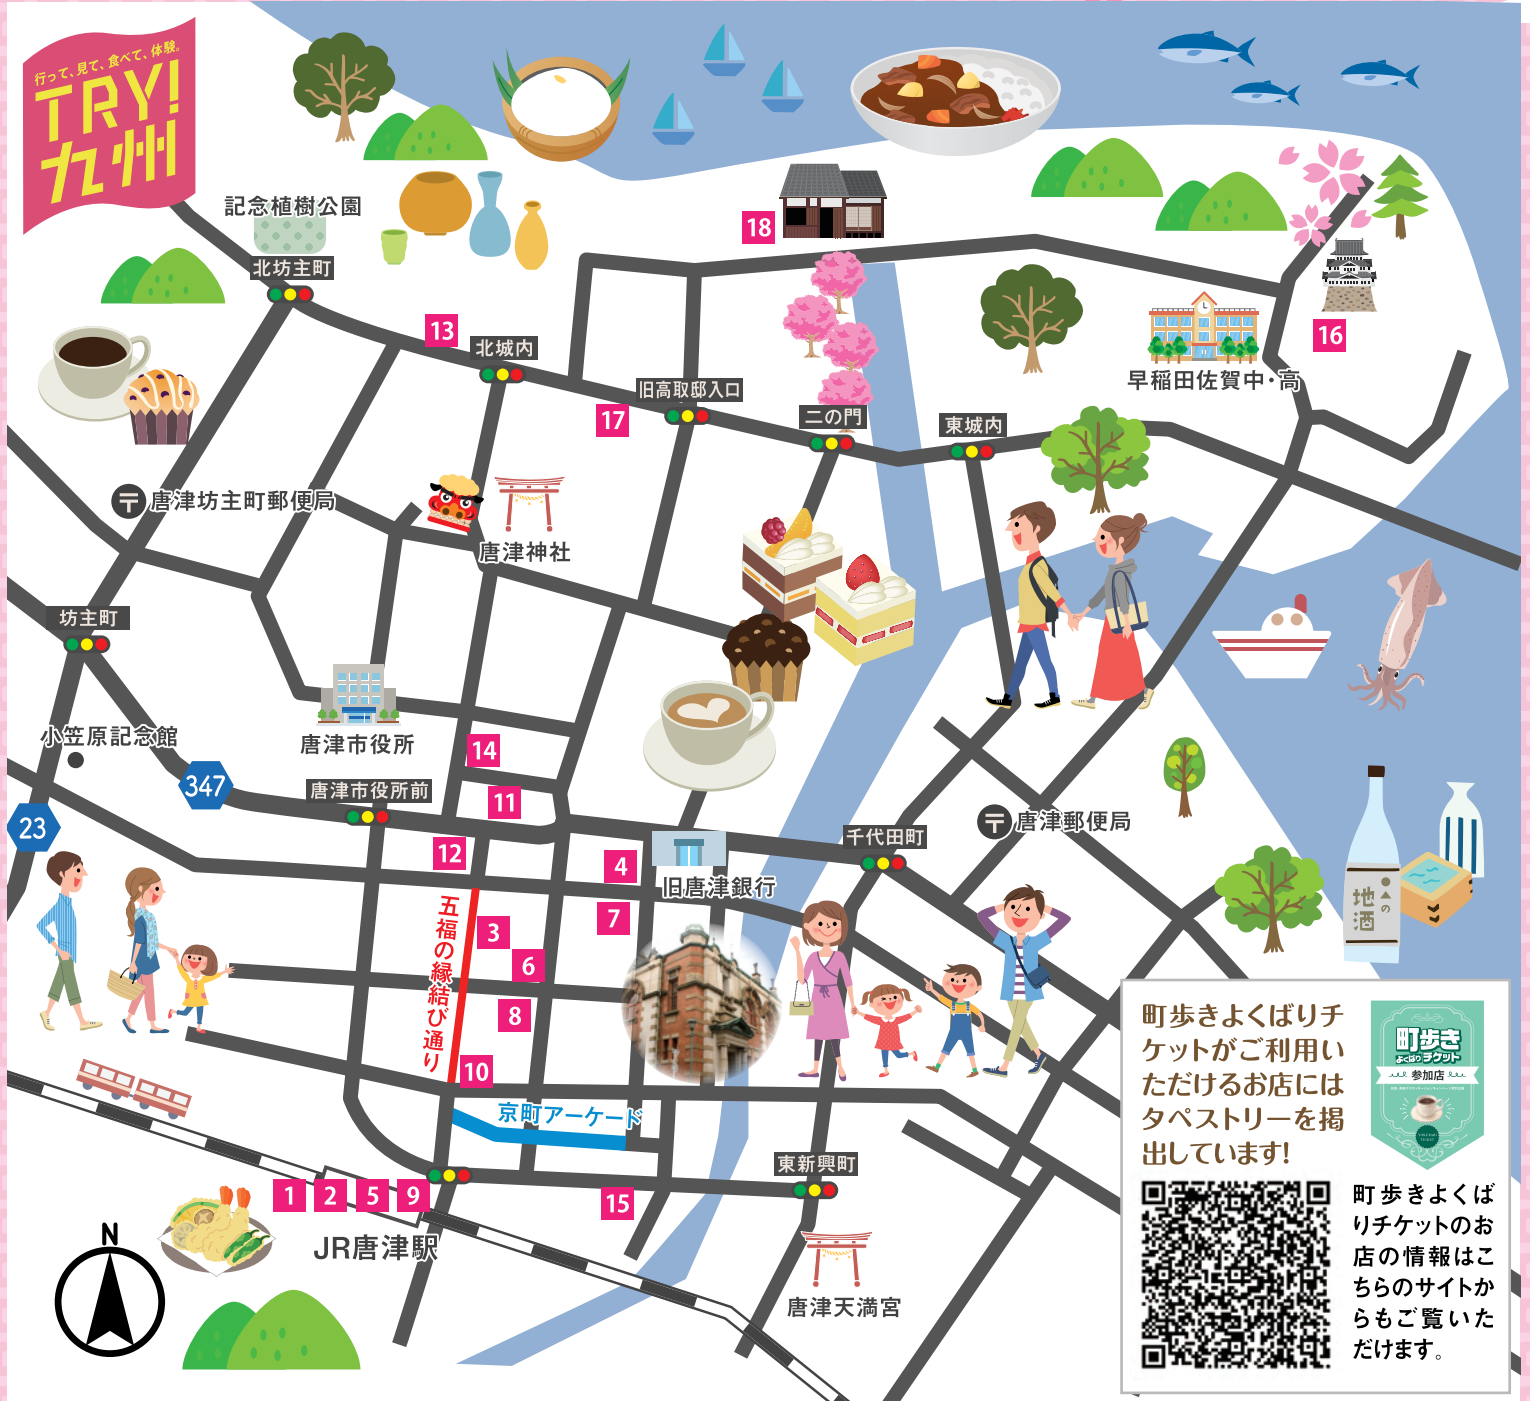 行って、見て、食べて、体験。
TRY!
九州
記念植樹公園
北坊主町
18
13
北城内
16
早稲田佐賀中・高
旧高取邸入口
17
二の門
東城内
〒唐津坊主町郵便局
唐津神社
坊主町
小笠原記念館
唐津市役所
14
347
唐津市役所前
11
23
〒唐津郵便局
千代田町
12
4
旧唐津銀行
7
五福の縁結び通り
3
6
8
10
京町アーケード
地酒
●▲の
東新興町
1
2
5
9
15
JR唐津駅
N
唐津天満宮
町歩きよくばりチ
ケットがご利用い
ただけるお店には
タペストリーを掲
出しています!
町歩き
よくばりチケット
参加店
町歩きよくば
りチケットのお
店の情報はこ
ちらのサイトか
らもご覧いた
だけます。